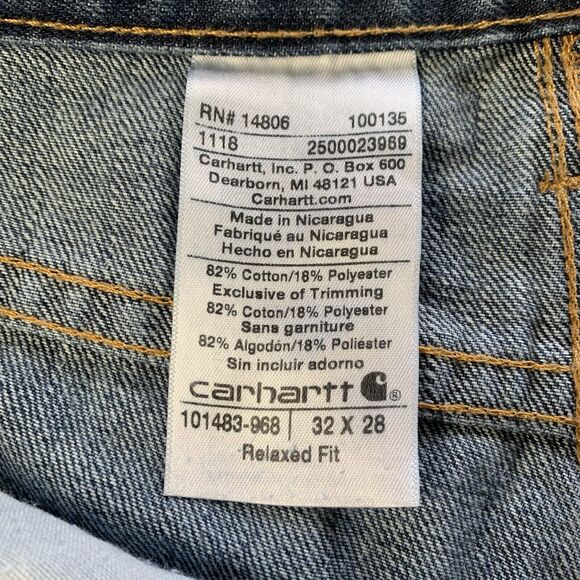 RN# 14806 100135
1118 2500023969
Carhartt, Inc. P. O. Box 600
Dearborn, MI 48121 USA
Carhartt.com
Made in Nicaragua
Fabriqué au Nicaragua
Hecho en Nicaragua
82% Cotton/18% Polyester
Exclusive of Trimming
82% Coton/18% Polyester
Sans garniture
82% Algodón/18% Poliester
Sin incluir adorno
carhartt ®
101483-968 | 32 X 28
Relaxed Fit